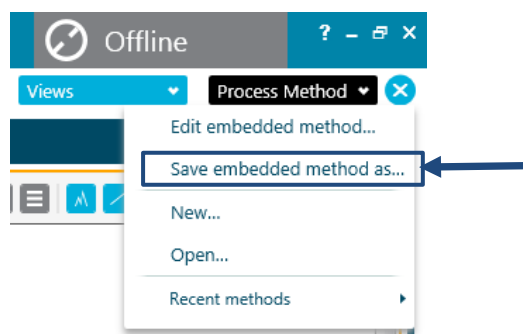 Offline
? – ×
Views
Process Method
Edit embedded method...
Save embedded method as...
New...
Open...
Recent methods